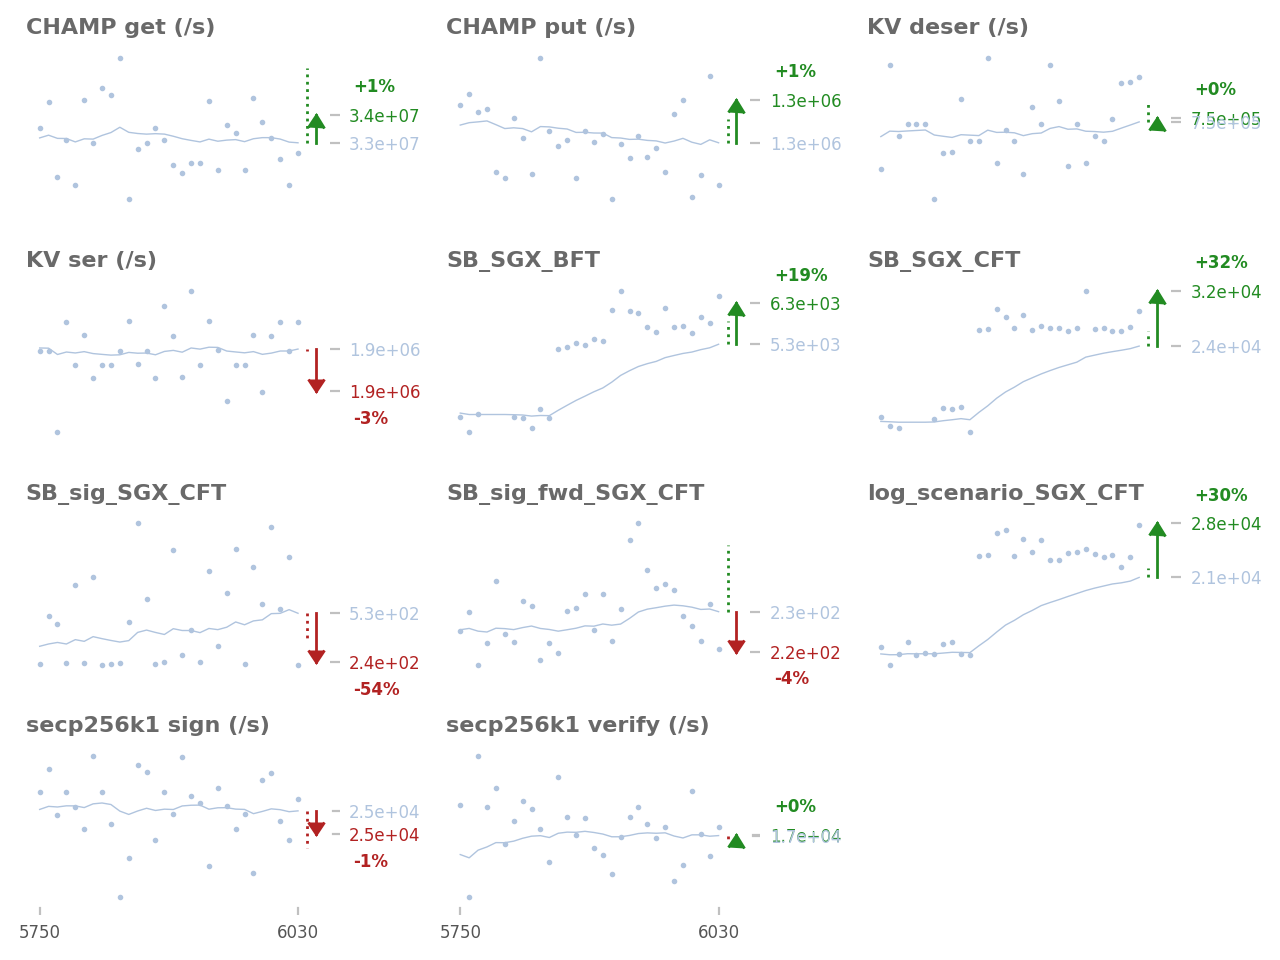 CHAMP get (/s)
+1%
3.4e+07
3.3e+07
CHAMP put (/s)
+1%
1.3e+06
1.3e+06
KV deser (/s)
+0%
7.5e+05
7.5e+05
KV ser (/s)
1.9e+06
1.9e+06
-3%
SB_SGX_BFT
+19%
6.3e+03
5.3e+03
SB_SGX_CFT
+32%
3.2e+04
2.4e+04
SB_sig_SGX_CFT
5.3e+02
2.4e+02
-54%
SB_sig_fwd_SGX_CFT
2.3e+02
2.2e+02
-4%
log_scenario_SGX_CFT
+30%
2.8e+04
2.1e+04
secp256k1 sign (/s)
2.5e+04
2.5e+04
-1%
5750
6030
secp256k1 verify (/s)
+0%
1.7e+04
5750
6030